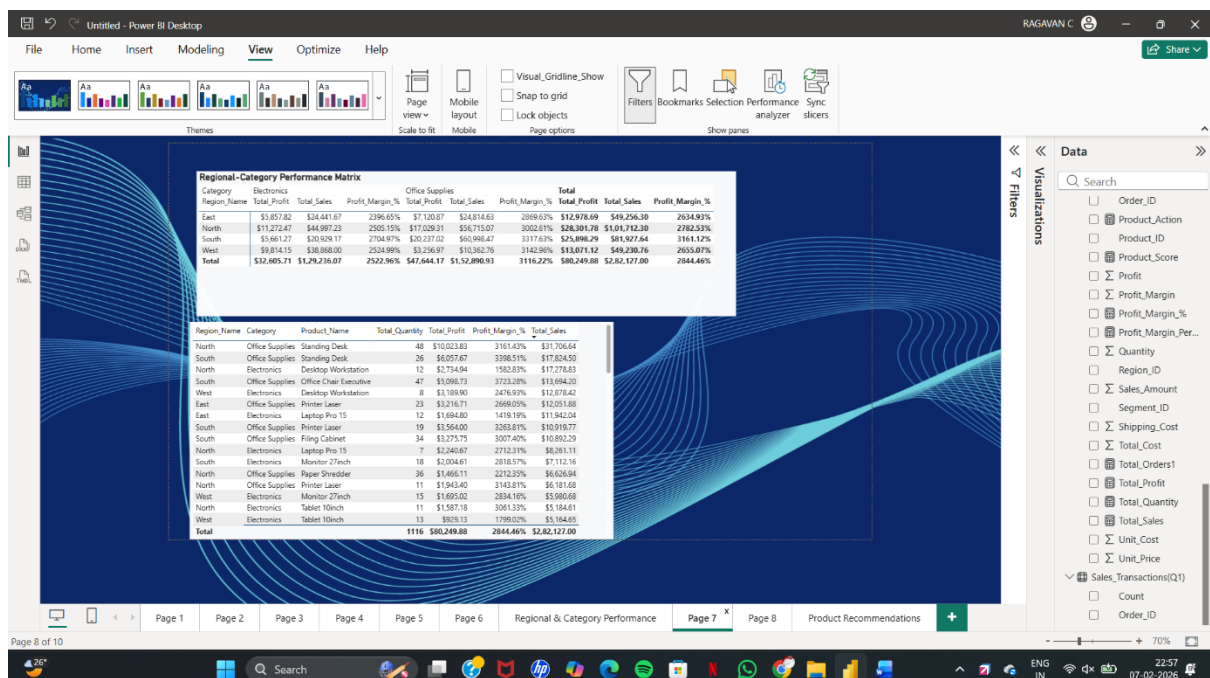 Untitled - Power BI Desktop
RAGAVAN C
File Home Insert Modeling View Optimize Help
Share
Aa Aa Aa Aa Aa Aa
Page view
Mobile layout
Visual_Gridline_Show
Snap to grid
Lock objects
Filters Bookmarks Selection Performance analyzer Sync slicers
Themes Scale to fit Mobile Page options Show panes
Regional-Category Performance Matrix
Category Electronics Office Supplies Total
Region_Name Total_Profit Total_Sales Profit_Margin_% Total_Profit Total_Sales Profit_Margin_% Total_Profit Total_Sales Profit_Margin_%
East $5,857.82 $24,441.67 2396.65% $7,120.87 $24,814.63 2869.63% $12,978.69 $49,256.30 2634.93%
North $11,272.47 $44,997.23 2505.15% $17,029.31 $56,715.07 3002.61% $28,301.78 $1,01,712.30 2782.53%
South $5,661.27 $20,929.17 2704.97% $20,237.02 $60,998.47 3317.63% $25,898.29 $81,927.64 3161.12%
West $9,814.15 $38,868.00 2524.99% $3,256.97 $10,362.76 3142.96% $13,071.12 $49,230.76 2655.07%
Total $32,605.71 $1,29,236.07 2522.96% $47,644.17 $1,52,890.93 3116.22% $80,249.88 $2,82,127.00 2844.46%
Region_Name Category Product_Name Total_Quantity Total_Profit Profit_Margin_% Total_Sales
North Office Supplies Standing Desk 48 $10,023.83 3161.43% $31,706.64
South Office Supplies Standing Desk 26 $6,057.67 3398.51% $17,824.50
North Electronics Desktop Workstation 12 $2,734.94 1582.83% $17,278.83
South Office Supplies Office Chair Executive 47 $5,098.73 3723.28% $13,694.20
West Electronics Desktop Workstation 8 $3,189.90 2476.93% $12,878.42
East Office Supplies Printer Laser 23 $3,216.71 2669.05% $12,051.88
East Electronics Laptop Pro 15 12 $1,694.80 1419.19% $11,942.04
South Office Supplies Printer Laser 19 $3,564.00 3263.81% $10,919.77
South Office Supplies Filing Cabinet 34 $3,275.75 3007.40% $10,892.29
North Electronics Laptop Pro 15 7 $2,240.67 2712.31% $8,261.11
South Electronics Monitor 27inch 18 $2,004.61 2818.57% $7,112.16
North Office Supplies Paper Shredder 36 $1,466.11 2212.35% $6,626.94
North Office Supplies Printer Laser 11 $1,943.40 3143.81% $6,181.68
West Electronics Monitor 27inch 15 $1,695.02 2834.16% $5,980.68
North Electronics Tablet 10inch 11 $1,587.18 3061.33% $5,184.61
West Electronics Tablet 10inch 13 $929.13 1799.02% $5,164.65
Total 1116 $80,249.88 2844.46% $2,82,127.00
Filters
Visualizations
Data
Search
Order_ID
Product_Action
Product_ID
Product_Score
Profit
Profit_Margin
Profit_Margin_%
Profit_Margin_Per...
Quantity
Region_ID
Sales_Amount
Segment_ID
Shipping_Cost
Total_Cost
Total_Orders1
Total_Profit
Total_Quantity
Total_Sales
Unit_Cost
Unit_Price
Sales_Transactions(Q1)
Count
Order_ID
Page 1 Page 2 Page 3 Page 4 Page 5 Page 6 Regional & Category Performance Page 7 Page 8 Product Recommendations
Page 8 of 10
70%
26°
Search
ENG IN
22:57
07-02-2026